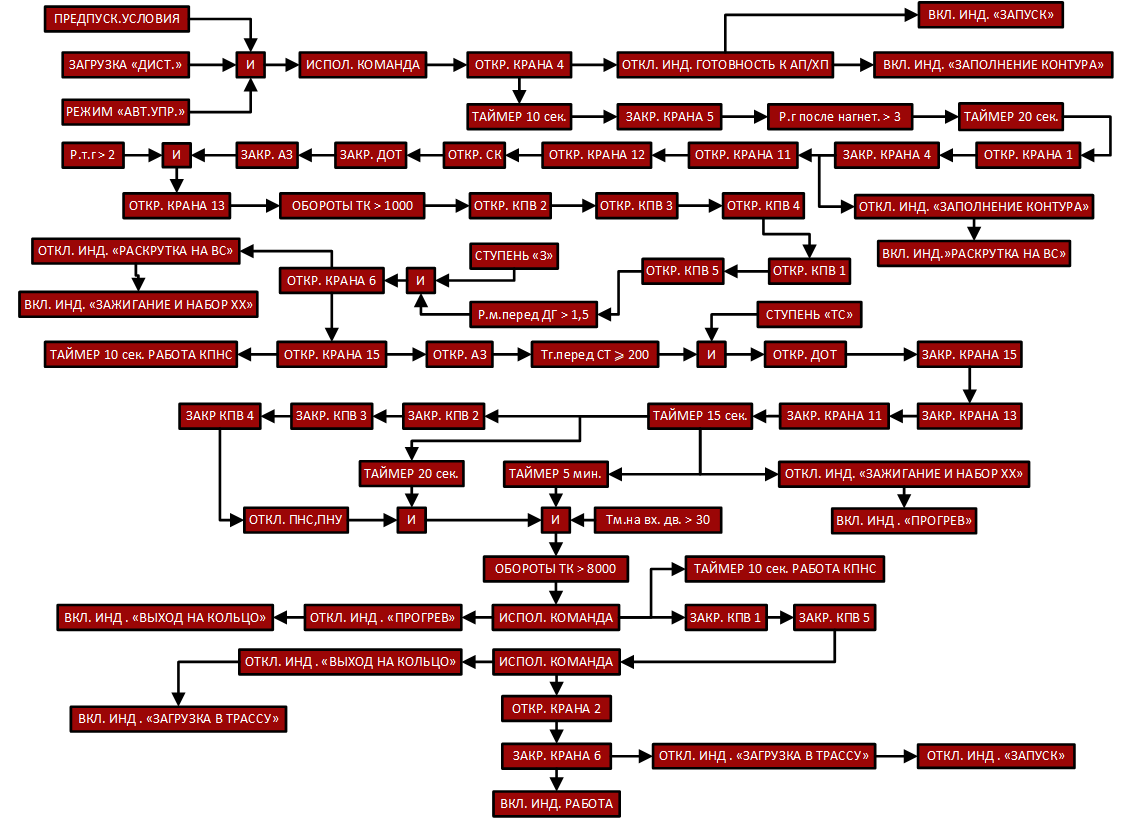 ПРЕДПУСК.УСЛОВИЯ
ВКЛ. ИНД. «ЗАПУСК»
ЗАГРУЗКА «ДИСТ.»
И
ИСПОЛ. КОМАНДА
ОТКР. КРАНА 4
ОТКЛ. ИНД. ГОТОВНОСТЬ К АП/ХП
ВКЛ. ИНД. «ЗАПОЛНЕНИЕ КОНТУРА»
РЕЖИМ «АВТ.УПР.»
ТАЙМЕР 10 сек.
ЗАКР. КРАНА 5
Р.г после нагнет. > 3
ТАЙМЕР 20 сек.
Р.т.г > 2
И
ЗАКР. АЗ
ЗАКР. ДОТ
ОТКР. СК
ОТКР. КРАНА 12
ОТКР. КРАНА 11
ЗАКР. КРАНА 4
ОТКР. КРАНА 1
ОТКР. КРАНА 13
ОБОРОТЫ ТК > 1000
ОТКР. КПВ 2
ОТКР. КПВ 3
ОТКР. КПВ 4
ОТКЛ. ИНД. «ЗАПОЛНЕНИЕ КОНТУРА»
ОТКЛ. ИНД. «РАСКРУТКА НА ВС»
СТУПЕНЬ «З»
ВКЛ. ИНД.»РАСКРУТКА НА ВС»
ОТКР. КРАНА 6
И
ОТКР. КПВ 5
ОТКР. КПВ 1
ВКЛ. ИНД. «ЗАЖИГАНИЕ И НАБОР ХХ»
Р.м.перед ДГ > 1,5
СТУПЕНЬ «ТС»
ТАЙМЕР 10 сек. РАБОТА КПНС
ОТКР. КРАНА 15
ОТКР. АЗ
Тг.перед СТ ⩾ 200
И
ОТКР. ДОТ
ЗАКР. КРАНА 15
ЗАКР КПВ 4
ЗАКР. КПВ 3
ЗАКР. КПВ 2
ТАЙМЕР 15 сек.
ЗАКР. КРАНА 11
ЗАКР. КРАНА 13
ТАЙМЕР 20 сек.
ТАЙМЕР 5 мин.
ОТКЛ. ИНД. «ЗАЖИГАНИЕ И НАБОР ХХ»
ОТКЛ. ПНС,ПНУ
И
И
Тм.на вх. дв. > 30
ВКЛ. ИНД . «ПРОГРЕВ»
ОБОРОТЫ ТК > 8000
ТАЙМЕР 10 сек. РАБОТА КПНС
ВКЛ. ИНД . «ВЫХОД НА КОЛЬЦО»
ОТКЛ. ИНД . «ПРОГРЕВ»
ИСПОЛ. КОМАНДА
ЗАКР. КПВ 1
ЗАКР. КПВ 5
ОТКЛ. ИНД . «ВЫХОД НА КОЛЬЦО»
ИСПОЛ. КОМАНДА
ОТКР. КРАНА 2
ВКЛ. ИНД . «ЗАГРУЗКА В ТРАССУ»
ЗАКР. КРАНА 6
ОТКЛ. ИНД . «ЗАГРУЗКА В ТРАССУ»
ОТКЛ. ИНД . «ЗАПУСК»
ВКЛ. ИНД. РАБОТА